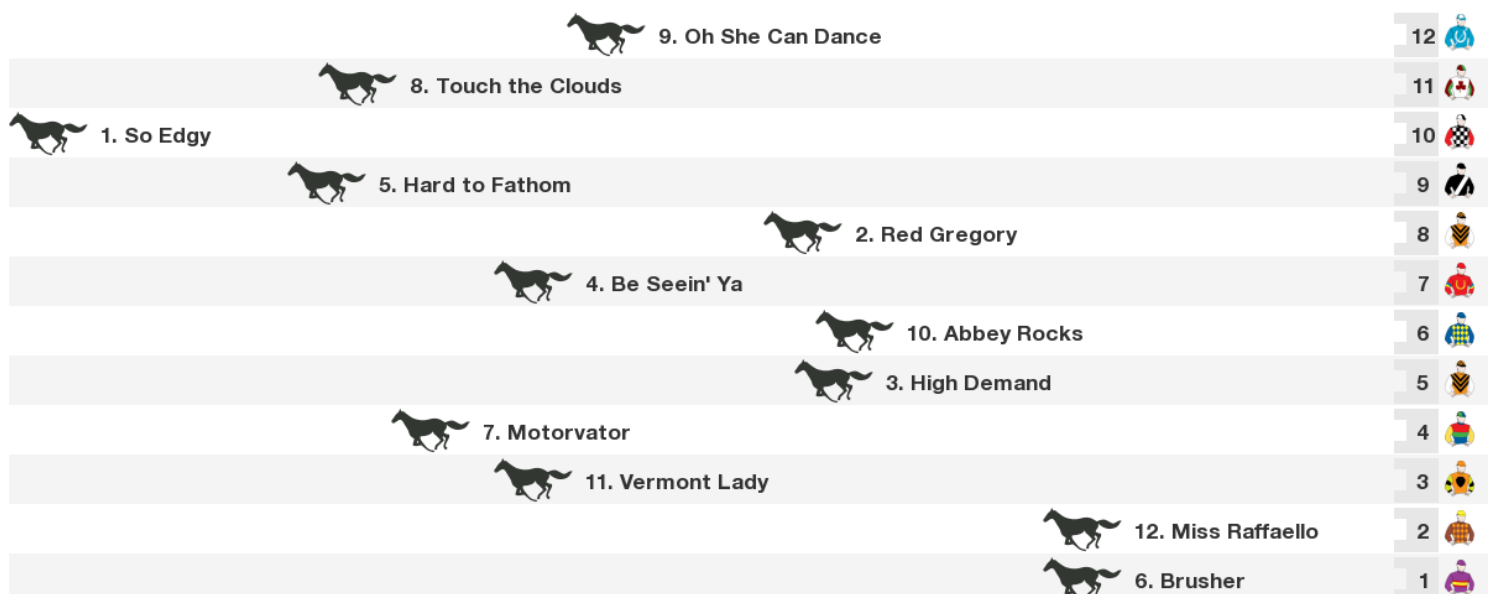 9. Oh She Can Dance 12
8. Touch the Clouds 11
1. So Edgy 10
5. Hard to Fathom 9
2. Red Gregory 8
4. Be Seein' Ya 7
10. Abbey Rocks 6
3. High Demand 5
7. Motorvator 4
11. Vermont Lady 3
12. Miss Raffaello 2
6. Brusher 1